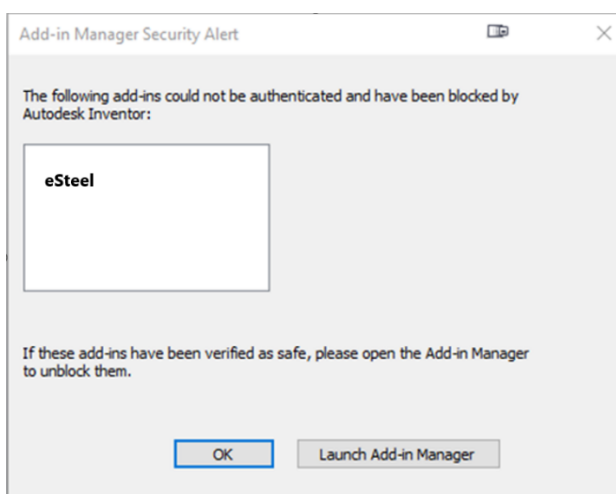 Add-in Manager Security Alert
The following add-ins could not be authenticated and have been blocked by
Autodesk Inventor:
eSteel
If these add-ins have been verified as safe, please open the Add-in Manager
to unblock them.
OK
Launch Add-in Manager